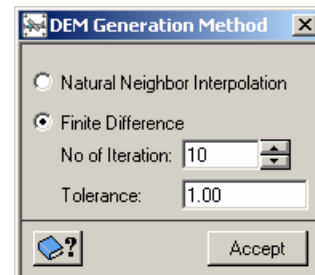 DEM Generation Method
Natural Neighbor Interpolation
Finite Difference
No of Iteration: 10
Tolerance: 1.00
?
Accept